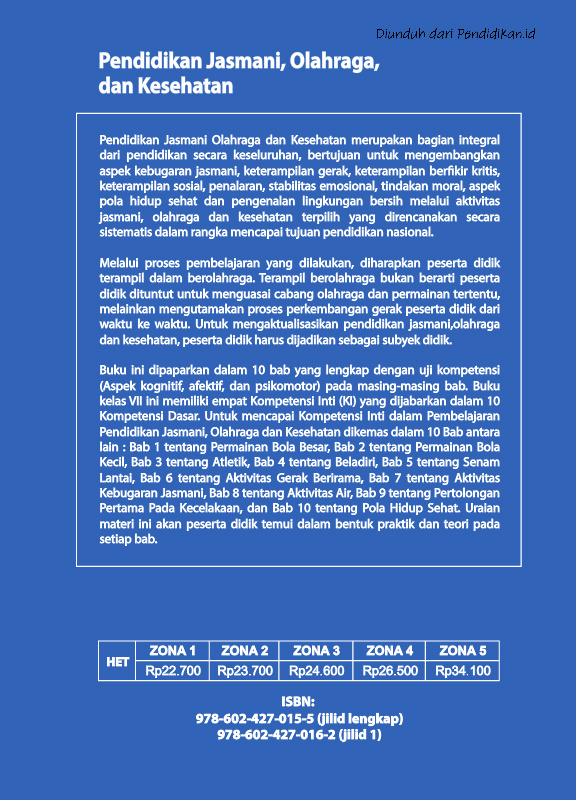 Diunduh dari Pendidikan.id
Pendidikan Jasmani, Olahraga,
dan Kesehatan
Pendidikan Jasmani Olahraga dan Kesehatan merupakan bagian integral
dari pendidikan secara keseluruhan, bertujuan untuk mengembangkan
aspek kebugaran jasmani, keterampilan gerak, keterampilan berfikir kritis,
keterampilan sosial, penalaran, stabilitas emosional, tindakan moral, aspek
pola hidup sehat dan pengenalan lingkungan bersih melalui aktivitas
jasmani, olahraga dan kesehatan terpilih yang direncanakan secara
sistematis dalam rangka mencapai tujuan pendidikan nasional.
Melalui proses pembelajaran yang dilakukan, diharapkan peserta didik
terampil dalam berolahraga. Terampil berolahraga bukan berarti peserta
didik dituntut untuk menguasai cabang olahraga dan permainan tertentu,
melainkan mengutamakan proses perkembangan gerak peserta didik dari
waktu ke waktu. Untuk mengaktualisasikan pendidikan jasmani,olahraga
dan kesehatan, peserta didik harus dijadikan sebagai subyek didik.
Buku ini dipaparkan dalam 10 bab yang lengkap dengan uji kompetensi
(Aspek kognitif, afektif, dan psikomotor) pada masing-masing bab. Buku
kelas VII ini memiliki empat Kompetensi Inti (KI) yang dijabarkan dalam 10
Kompetensi Dasar. Untuk mencapai Kompetensi Inti dalam Pembelajaran
Pendidikan Jasmani, Olahraga dan Kesehatan dikemas dalam 10 Bab antara
lain : Bab 1 tentang Permainan Bola Besar, Bab 2 tentang Permainan Bola
Kecil, Bab 3 tentang Atletik, Bab 4 tentang Beladiri, Bab 5 tentang Senam
Lantai, Bab 6 tentang Aktivitas Gerak Berirama, Bab 7 tentang Aktivitas
Kebugaran Jasmani, Bab 8 tentang Aktivitas Air, Bab 9 tentang Pertolongan
Pertama Pada Kecelakaan, dan Bab 10 tentang Pola Hidup Sehat. Uraian
materi ini akan peserta didik temui dalam bentuk praktik dan teori pada
setiap bab.
HET ZONA 1 ZONA 2 ZONA 3 ZONA 4 ZONA 5
Rp22.700 Rp23.700 Rp24.600 Rp26.500 Rp34.100
ISBN:
978-602-427-015-5 (jilid lengkap)
978-602-427-016-2 (jilid 1)